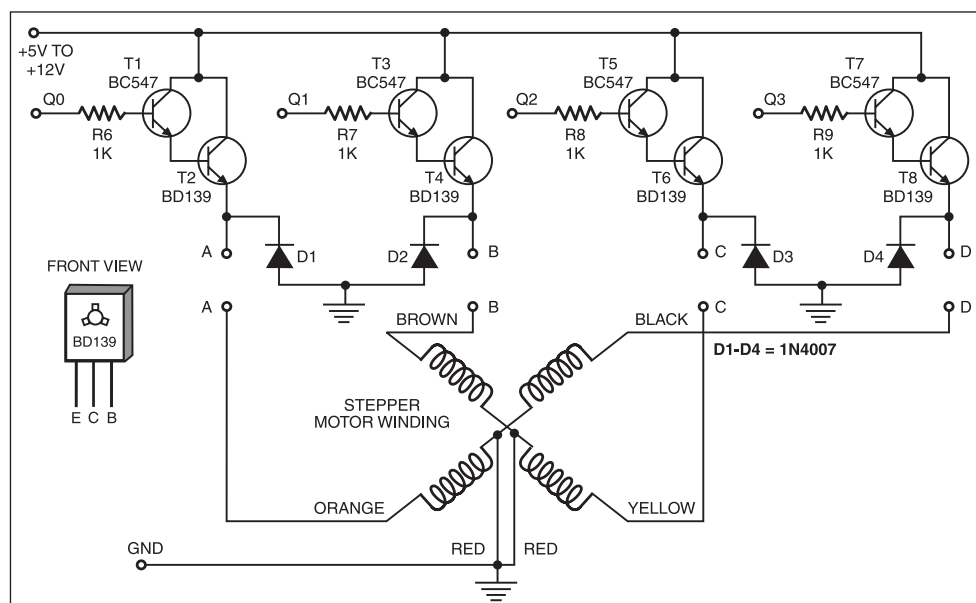 +5V TO
+12V
T1
BC547
T3
BC547
T5
BC547
T7
BC547
Q0
Q1
Q2
Q3
R6
1K
R7
1K
R8
1K
R9
1K
T2
BD139
T4
BD139
T6
BD139
T8
BD139
A
D1
D2
B
C
D3
D4
D
FRONT VIEW
BD139
E C B
A
B
C
D
BROWN
BLACK
D1-D4 = 1N4007
STEPPER
MOTOR WINDING
ORANGE
YELLOW
GND
RED
RED